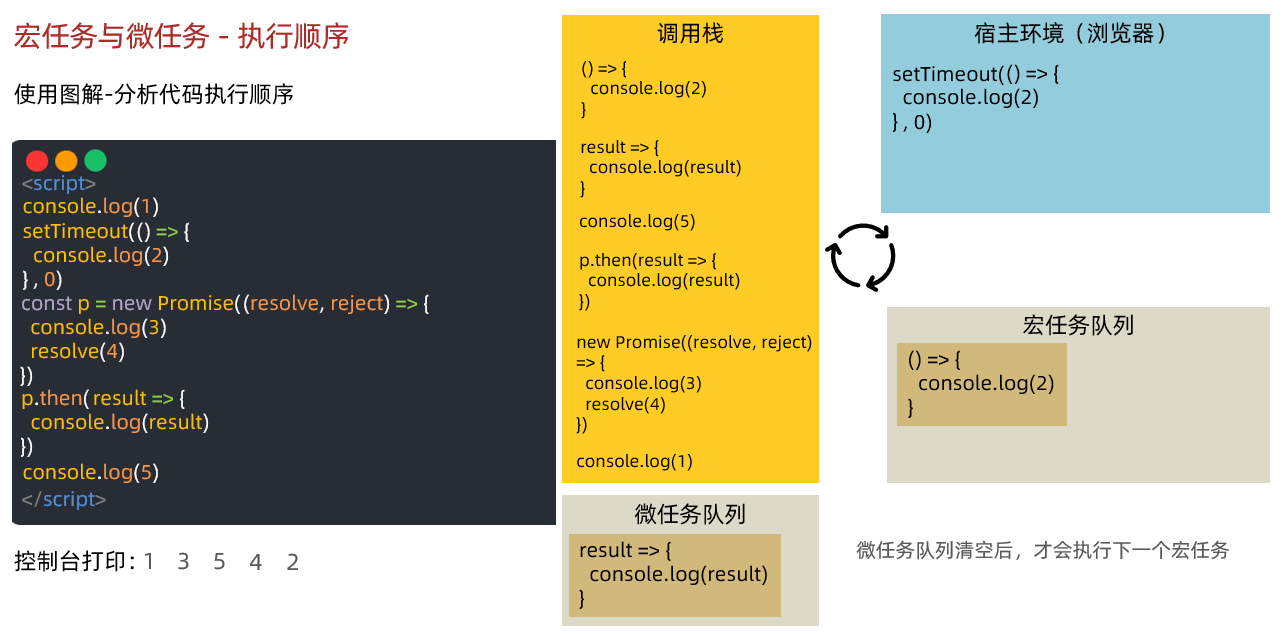 宏任务与微任务 - 执行顺序
使用图解-分析代码执行顺序
<script>
console.log(1)
setTimeout(() => {
  console.log(2)
} , 0)
const p = new Promise((resolve, reject) => {
  console.log(3)
  resolve(4)
})
p.then( result => {
  console.log(result)
})
console.log(5)
</script>
控制台打印: 1 3 5 4 2
调用栈
() => {
  console.log(2)
}
result => {
  console.log(result)
}
console.log(5)
p.then(result => {
  console.log(result)
})
new Promise((resolve, reject)
=> {
  console.log(3)
  resolve(4)
})
console.log(1)
微任务队列
result => {
  console.log(result)
}
宿主环境（浏览器）
setTimeout(() => {
  console.log(2)
} , 0)
宏任务队列
() => {
  console.log(2)
}
微任务队列清空后，才会执行下一个宏任务